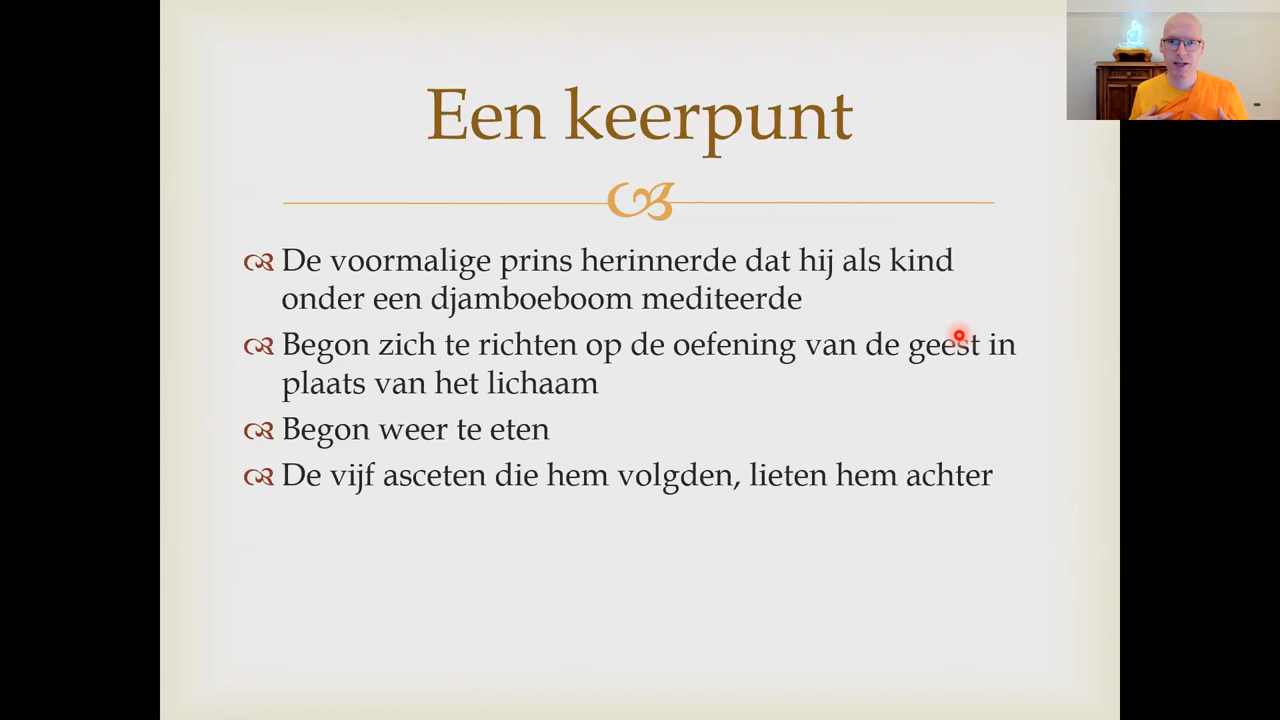 Een keerpunt
De voormalige prins herinnerde dat hij als kind
onder een djamboeboom mediteerde
Begon zich te richten op de oefening van de geest in
plaats van het lichaam
Begon weer te eten
De vijf asceten die hem volgden, lieten hem achter